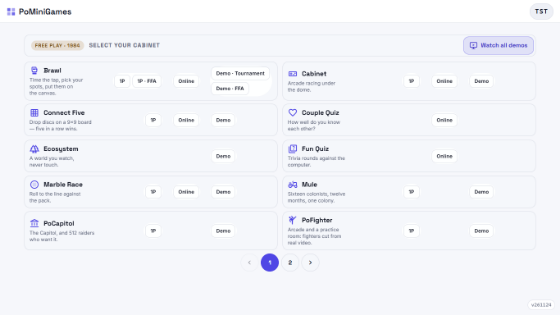 PoMiniGames
TST
FREE PLAY · 1984
SELECT YOUR CABINET
Watch all demos
Brawl
Time the tap, pick your
spots, put them on
the canvas.
1P
1P · FFA
Online
Demo · Tournament
Demo · FFA
Cabinet
Arcade racing under
the dome.
1P
Online
Demo
Connect Five
Drop discs on a 9×9 board
— five in a row wins.
1P
Online
Demo
Couple Quiz
How well do you know
each other?
Online
Ecosystem
A world you watch,
never touch.
Demo
Fun Quiz
Trivia rounds against the
computer.
Online
Marble Race
Roll to the line against
the pack.
1P
Online
Demo
Mule
Sixteen colonists, twelve
months, one colony.
1P
Online
Demo
PoCapitol
The Capitol, and 512 raiders
who want it.
1P
Demo
PoFighter
Arcade and a practice
room: fighters cut from
real video.
1P
Demo
‹
1
2
›